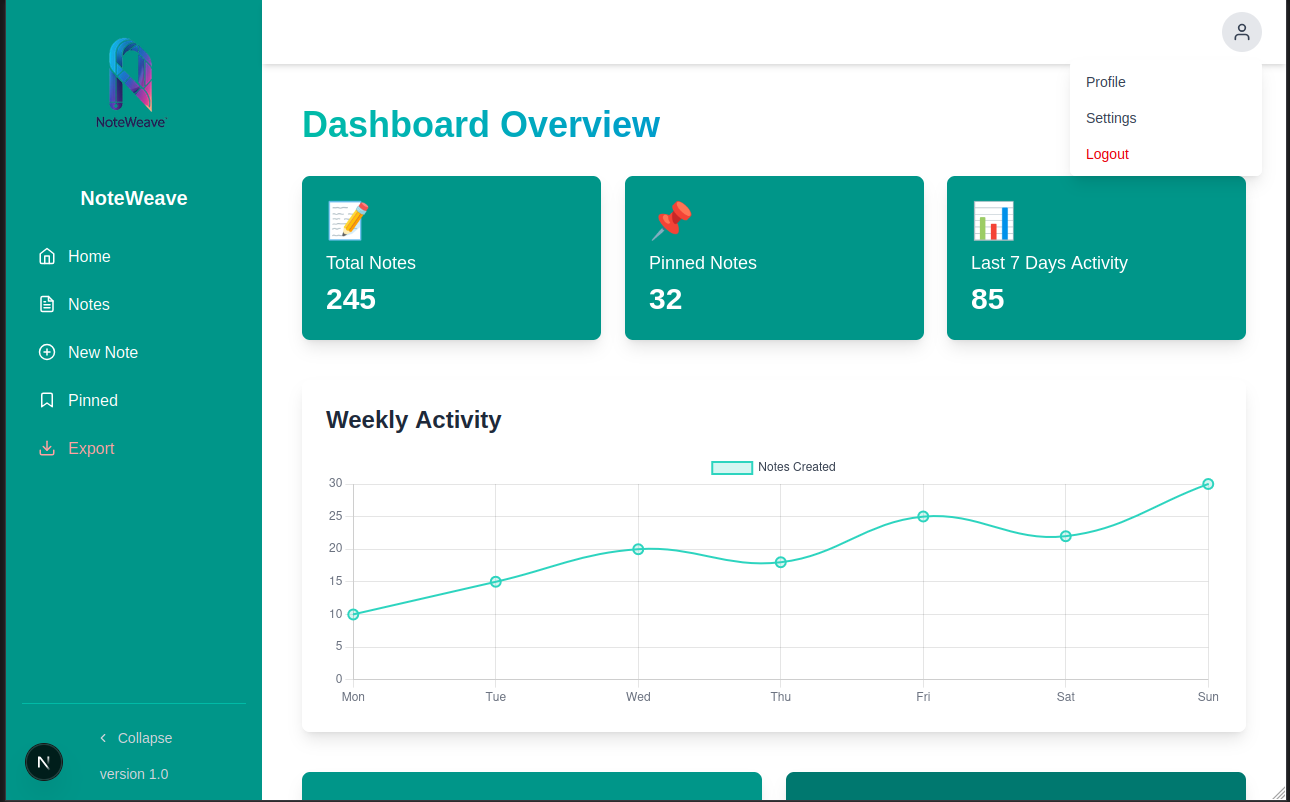 NoteWeave
NoteWeave
Home
Notes
New Note
Pinned
Export
Collapse
version 1.0
N
Profile
Settings
Logout
Dashboard Overview
Total Notes
245
Pinned Notes
32
Last 7 Days Activity
85
Weekly Activity
Notes Created
30
25
20
15
10
5
0
Mon Tue Wed Thu Fri Sat Sun